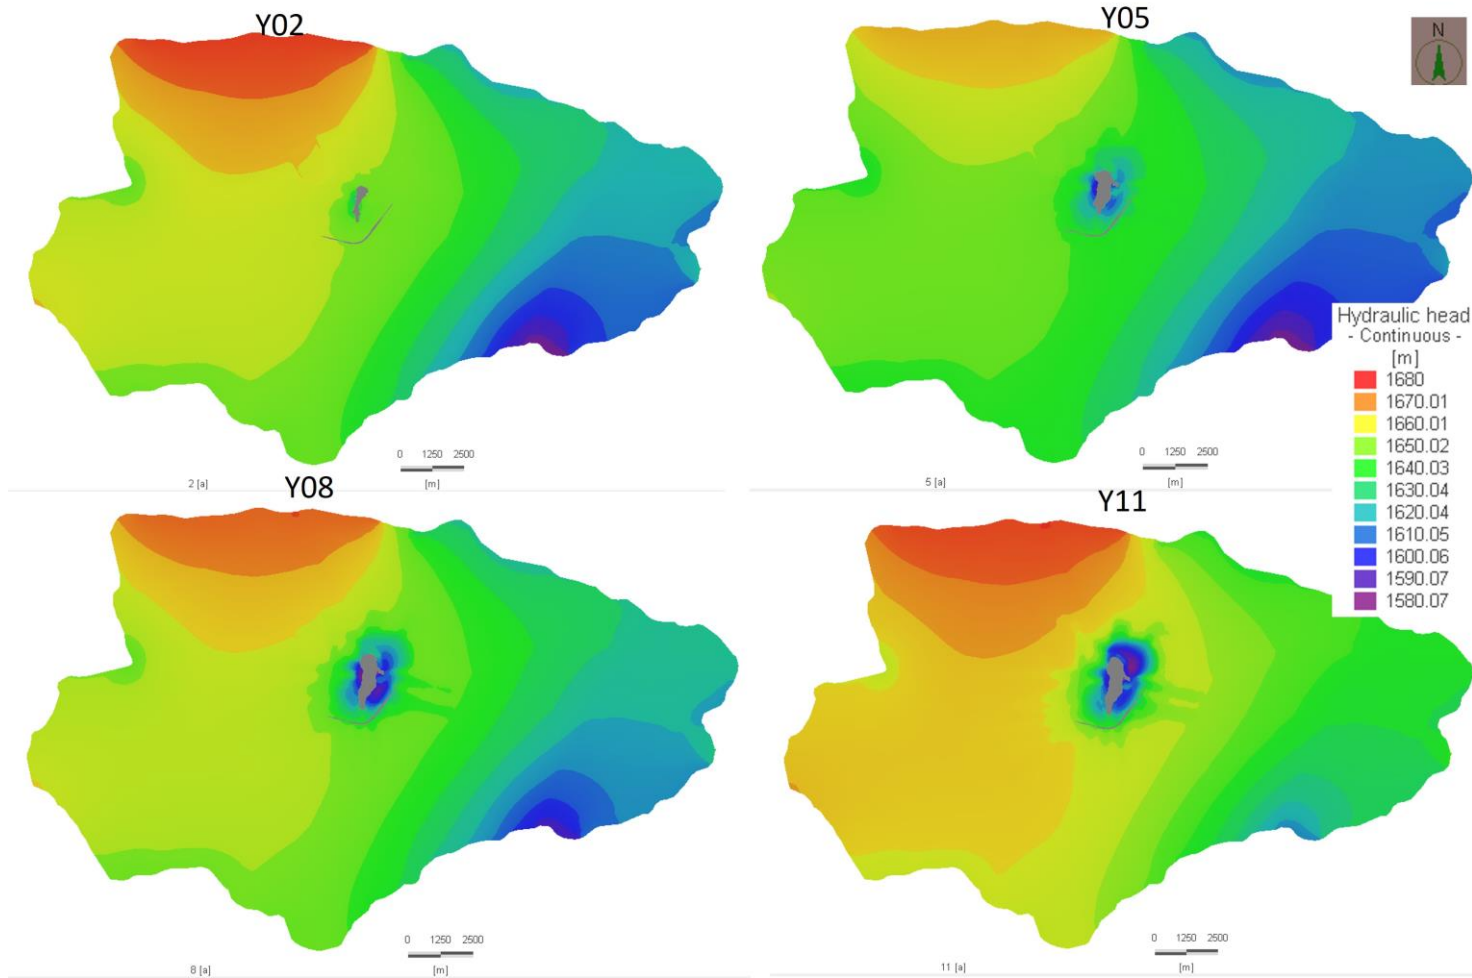 Y02
Y05
N
Hydraulic head
- Continuous -
[m]
1680
1670.01
1660.01
1650.02
1640.03
1630.04
1620.04
1610.05
1600.06
1590.07
1580.07
0 1250 2500
2 [a] [m]
0 1250 2500
5 [a] [m]
Y08
Y11
0 1250 2500
8 [a] [m]
0 1250 2500
11 [a] [m]